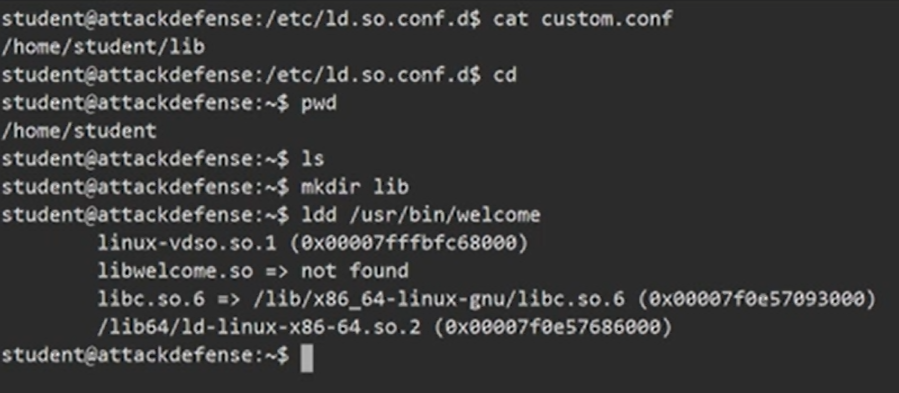 student@attackdefense:/etc/ld.so.conf.d$ cat custom.conf
/home/student/lib
student@attackdefense:/etc/ld.so.conf.d$ cd
student@attackdefense:~$ pwd
/home/student
student@attackdefense:~$ ls
student@attackdefense:~$ mkdir lib
student@attackdefense:~$ ldd /usr/bin/welcome
        linux-vdso.so.1 (0x00007fffbfc68000)
        libwelcome.so => not found
        libc.so.6 => /lib/x86_64-linux-gnu/libc.so.6 (0x00007f0e57093000)
        /lib64/ld-linux-x86-64.so.2 (0x00007f0e57686000)
student@attackdefense:~$